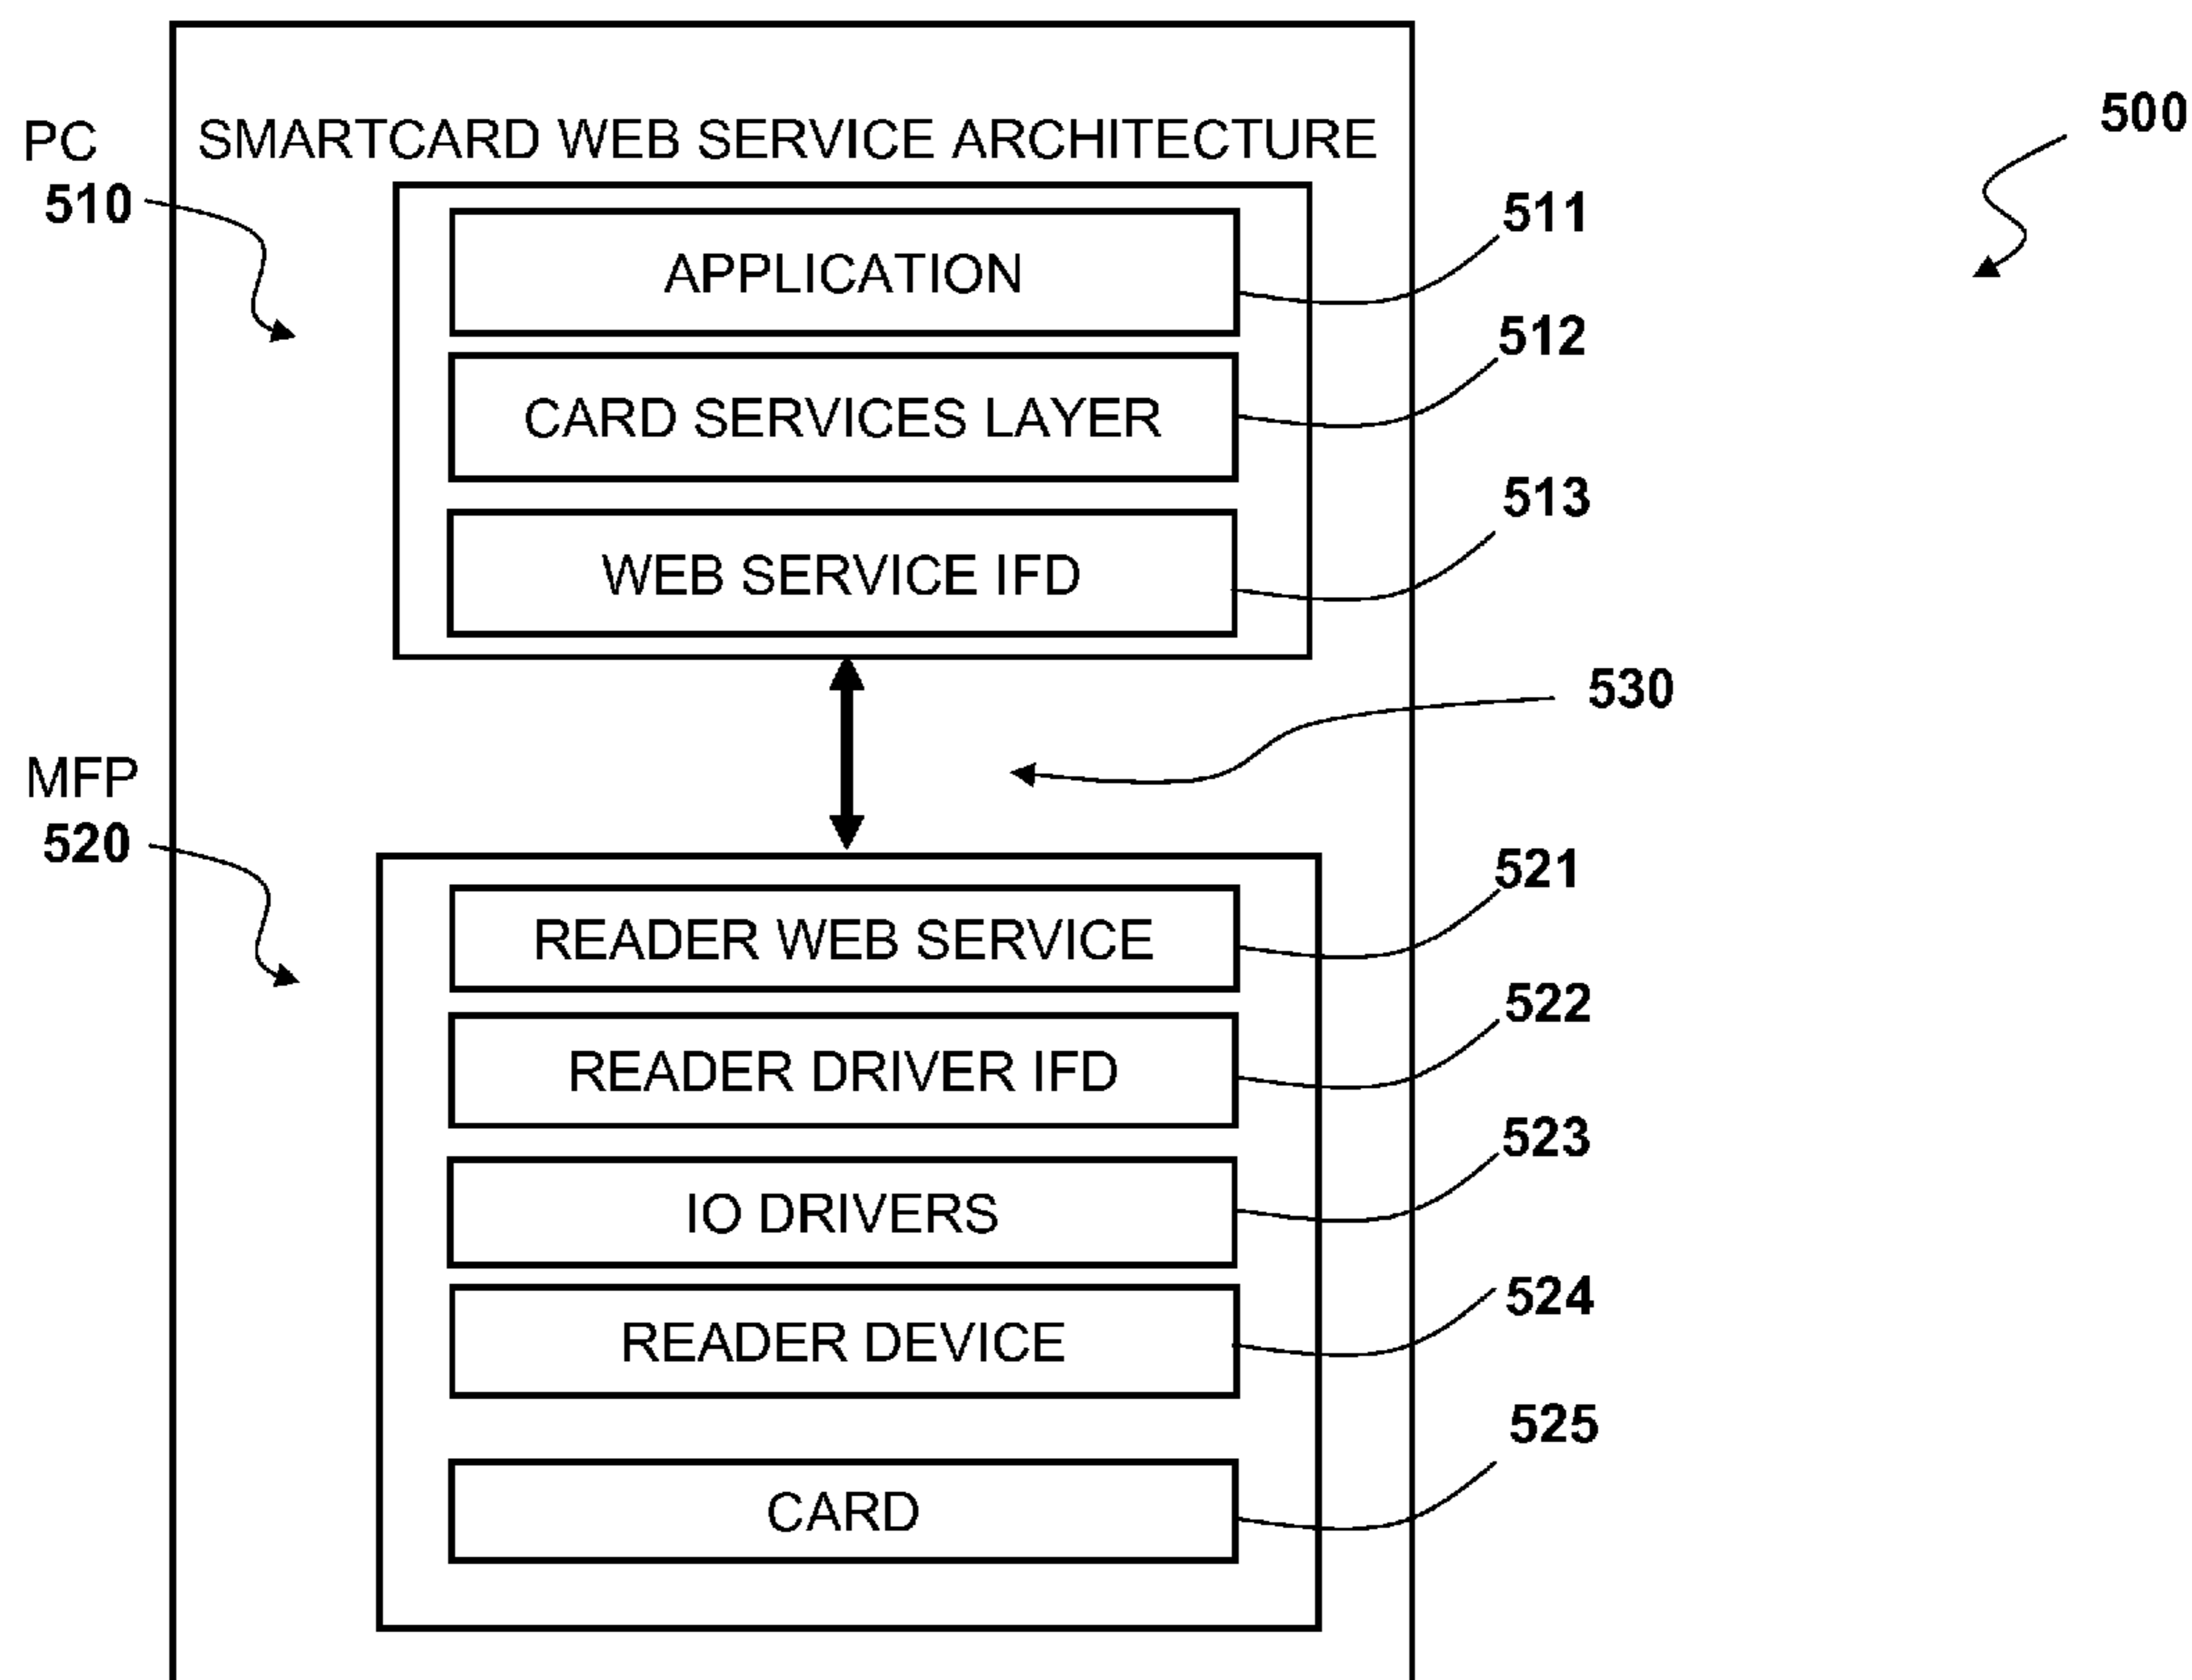 500
PC
SMARTCARD WEB SERVICE ARCHITECTURE
510
511
APPLICATION
512
CARD SERVICES LAYER
513
WEB SERVICE IFD
530
MFP
520
521
READER WEB SERVICE
522
READER DRIVER IFD
523
IO DRIVERS
524
READER DEVICE
525
CARD